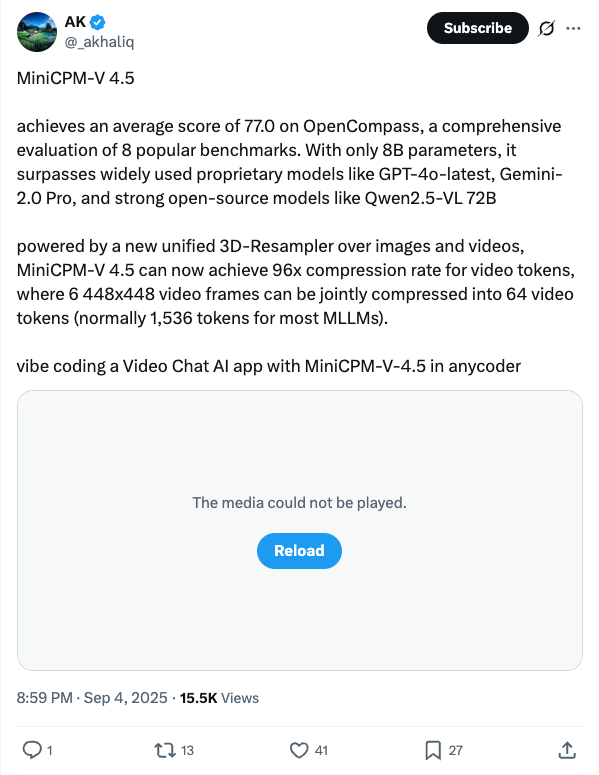 AK
Subscribe
@_akhaliq
MiniCPM-V 4.5
achieves an average score of 77.0 on OpenCompass, a comprehensive
evaluation of 8 popular benchmarks. With only 8B parameters, it
surpasses widely used proprietary models like GPT-4o-latest, Gemini-
2.0 Pro, and strong open-source models like Qwen2.5-VL 72B
powered by a new unified 3D-Resampler over images and videos,
MiniCPM-V 4.5 can now achieve 96x compression rate for video tokens,
where 6 448x448 video frames can be jointly compressed into 64 video
tokens (normally 1,536 tokens for most MLLMs).
vibe coding a Video Chat AI app with MiniCPM-V-4.5 in anycoder
The media could not be played.
Reload
8:59 PM · Sep 4, 2025 · 15.5K Views
1 13 41 27